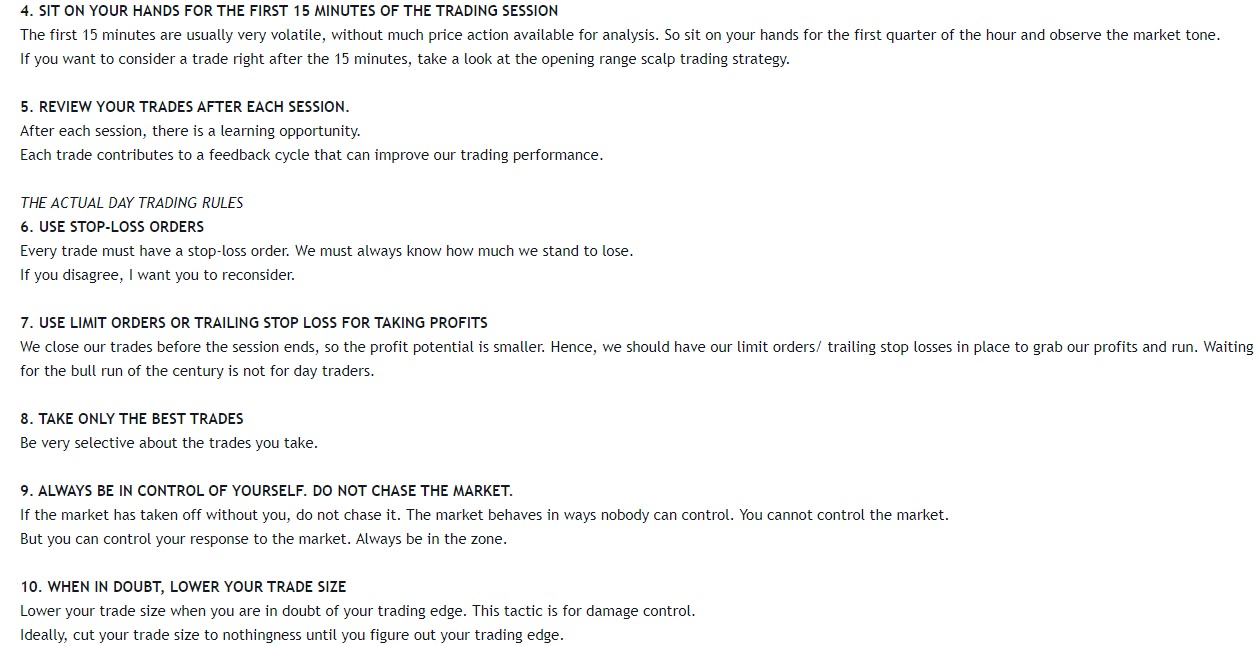 4. SIT ON YOUR HANDS FOR THE FIRST 15 MINUTES OF THE TRADING SESSION
The first 15 minutes are usually very volatile, without much price action available for analysis. So sit on your hands for the first quarter of the hour and observe the market tone.
If you want to consider a trade right after the 15 minutes, take a look at the opening range scalp trading strategy.
5. REVIEW YOUR TRADES AFTER EACH SESSION.
After each session, there is a learning opportunity.
Each trade contributes to a feedback cycle that can improve our trading performance.
THE ACTUAL DAY TRADING RULES
6. USE STOP-LOSS ORDERS
Every trade must have a stop-loss order. We must always know how much we stand to lose.
If you disagree, I want you to reconsider.
7. USE LIMIT ORDERS OR TRAILING STOP LOSS FOR TAKING PROFITS
We close our trades before the session ends, so the profit potential is smaller. Hence, we should have our limit orders/ trailing stop losses in place to grab our profits and run. Waiting
for the bull run of the century is not for day traders.
8. TAKE ONLY THE BEST TRADES
Be very selective about the trades you take.
9. ALWAYS BE IN CONTROL OF YOURSELF. DO NOT CHASE THE MARKET.
If the market has taken off without you, do not chase it. The market behaves in ways nobody can control. You cannot control the market.
But you can control your response to the market. Always be in the zone.
10. WHEN IN DOUBT, LOWER YOUR TRADE SIZE
Lower your trade size when you are in doubt of your trading edge. This tactic is for damage control.
Ideally, cut your trade size to nothingness until you figure out your trading edge.